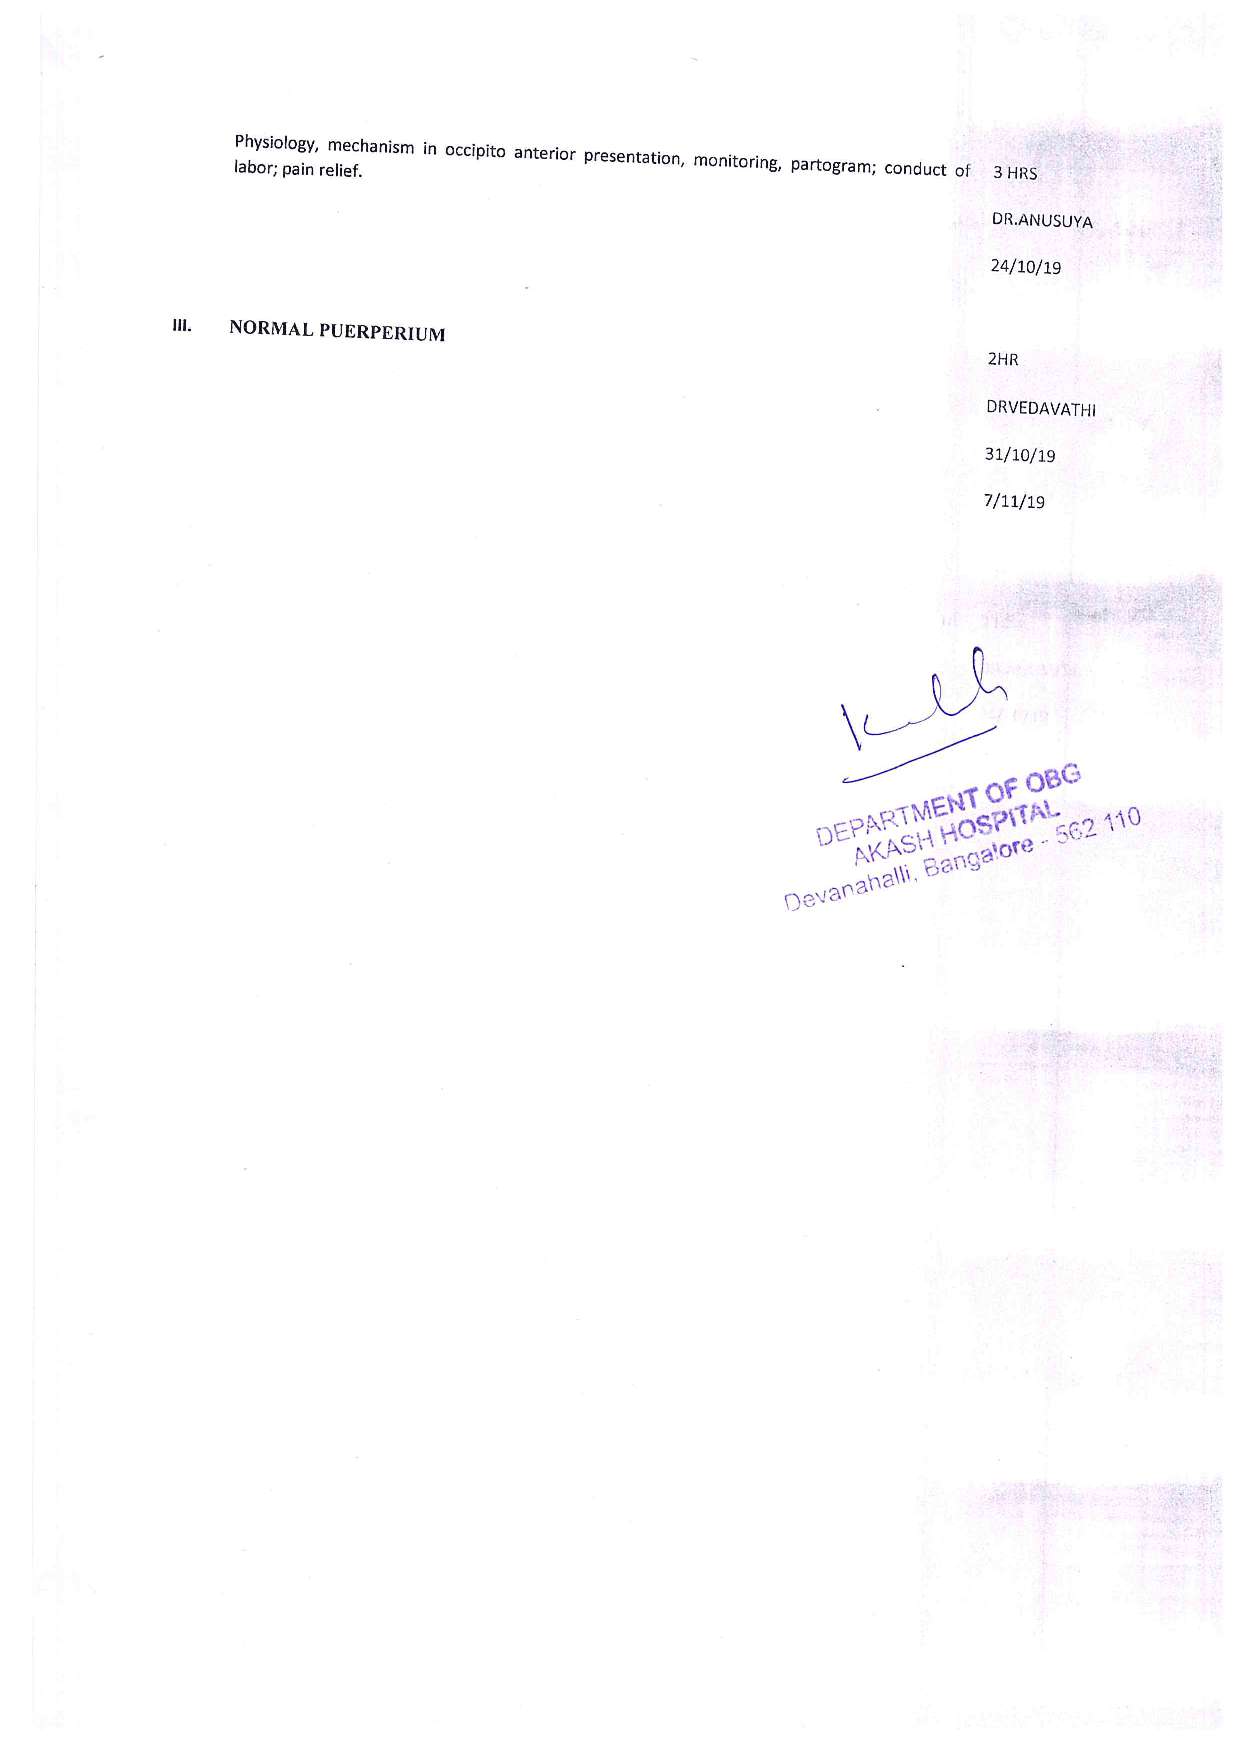 Physiology, mechanism in occipito anterior presentation, monitoring, partogram; conduct of
labor; pain relief.
3 HRS
DR.ANUSUYA
24/10/19
III. NORMAL PUERPERIUM
2HR
DRVEDAVATHI
31/10/19
7/11/19
DEPARTMENT OF OBG
AKASH HOSPITAL
Devanahalli, Bangalore - 562 110